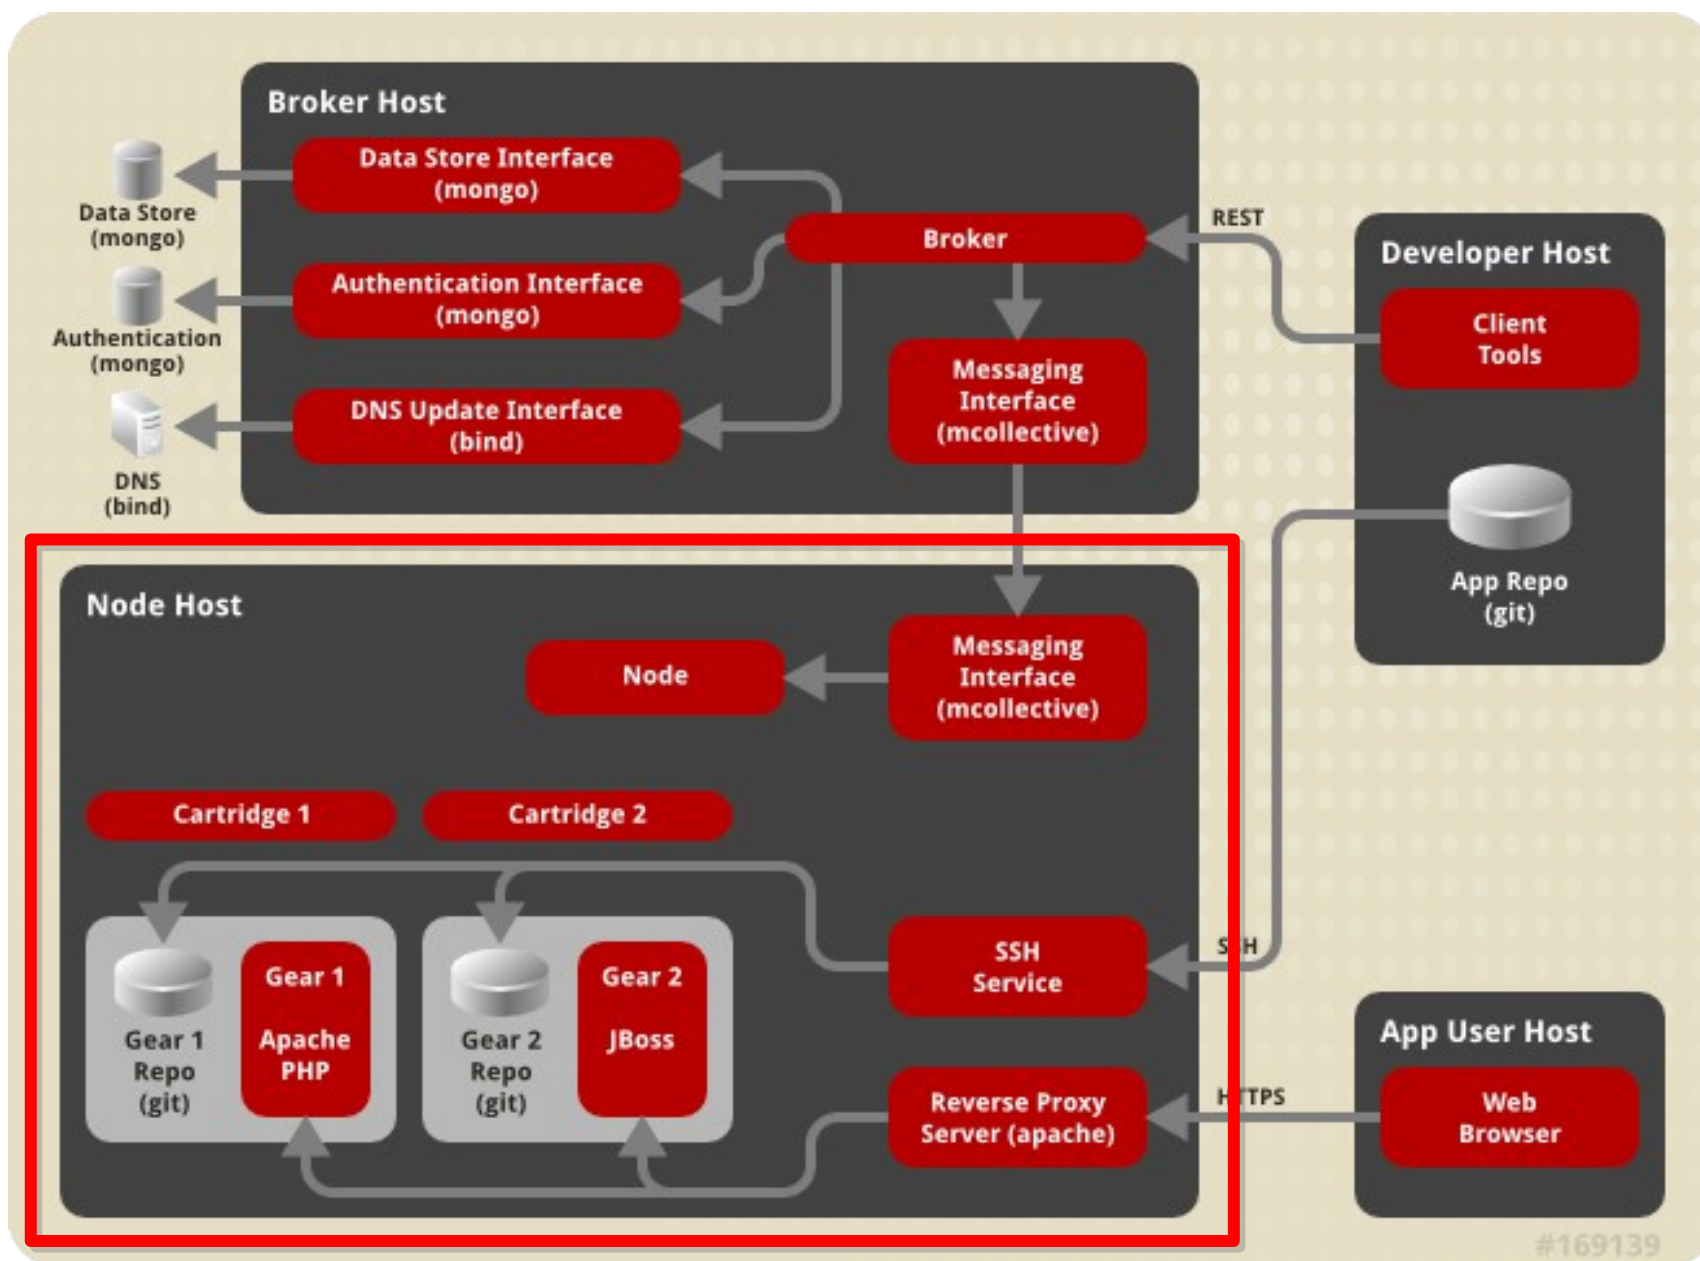 Broker Host
Data Store Interface
(mongo)
Data Store
(mongo)
Broker
REST
Authentication Interface
(mongo)
Authentication
(mongo)
Messaging
Interface
(mcollective)
DNS Update Interface
(bind)
DNS
(bind)
Developer Host
Client
Tools
App Repo
(git)
Node Host
Messaging
Interface
(mcollective)
Node
Cartridge 1
Cartridge 2
SSH
Service
SSH
Gear 1
Repo
(git)
Gear 1
Apache
PHP
Gear 2
Repo
(git)
Gear 2
JBoss
Reverse Proxy
Server (apache)
HTTPS
App User Host
Web
Browser
#169139